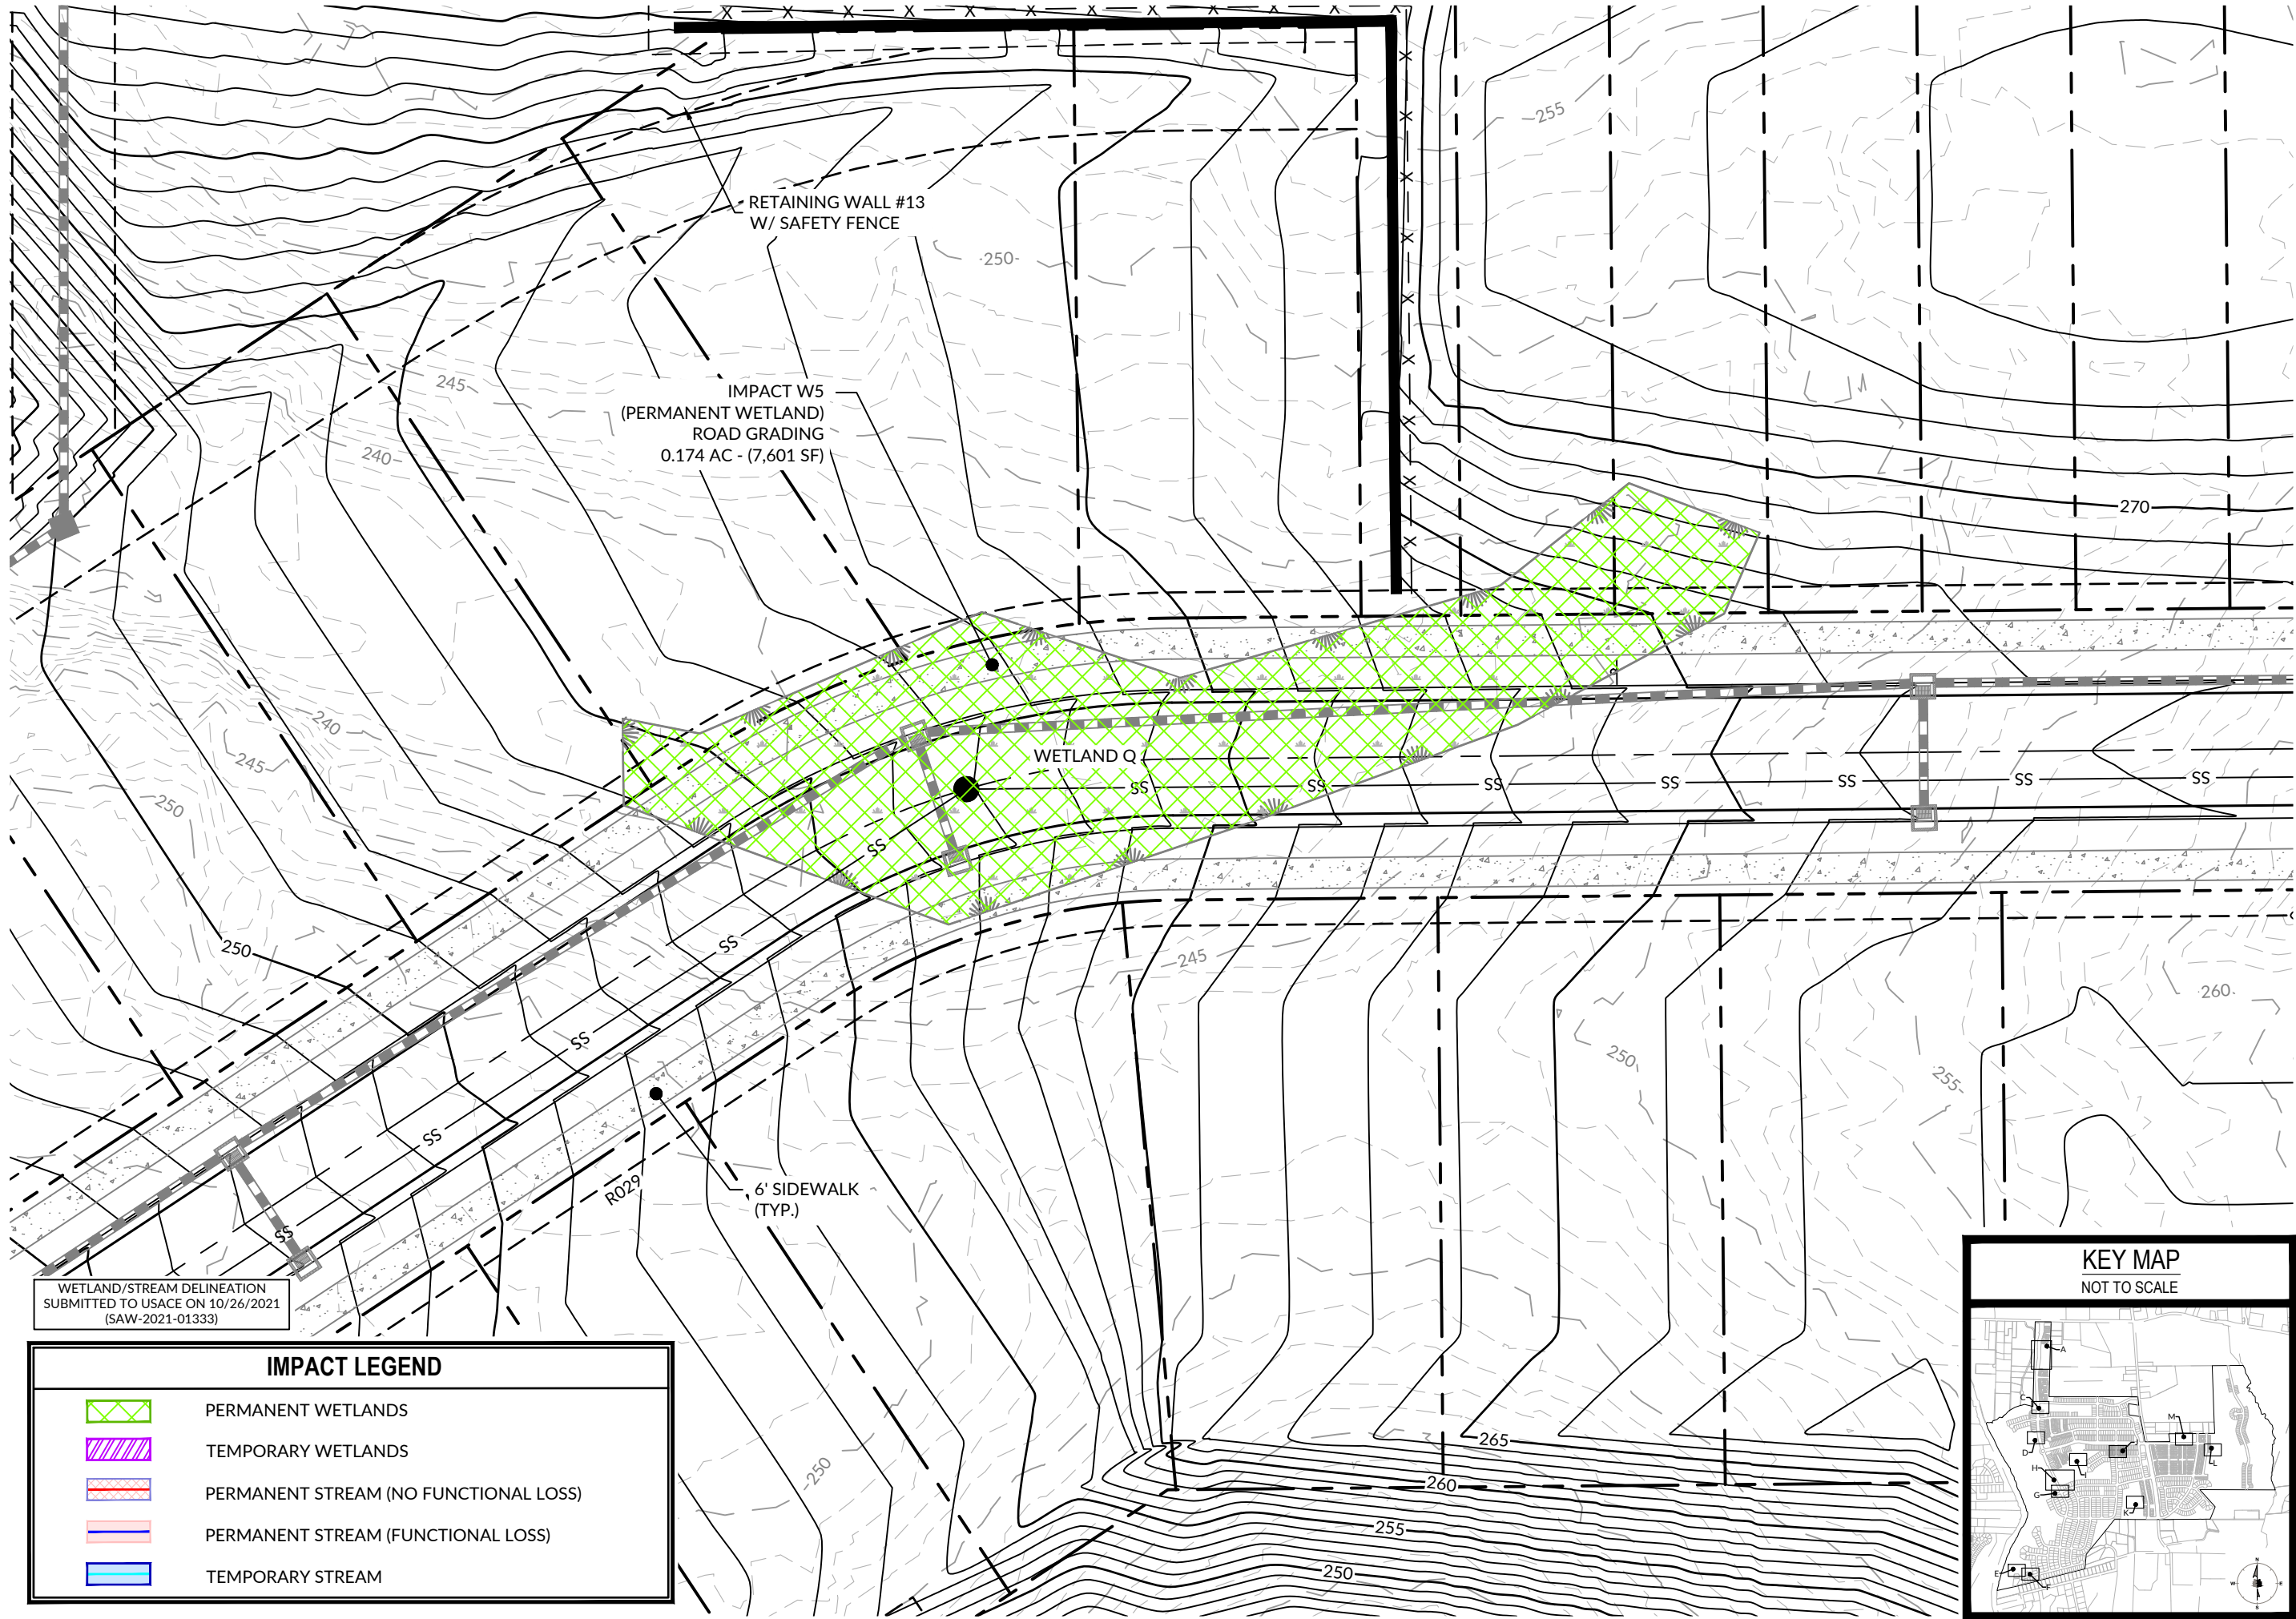 X X X X X X X X X X X X
255
RETAINING WALL #13
W/ SAFETY FENCE
250
245
IMPACT W5
(PERMANENT WETLAND)
ROAD GRADING
0.174 AC - (7,601 SF)
240
270
240
245
250
WETLAND Q
SS SS SS SS SS SS SS
SS
250
SS
245
260
SS
250
255
SS
R029
6' SIDEWALK
(TYP.)
SS
265
260
250
255
250
WETLAND/STREAM DELINEATION
SUBMITTED TO USACE ON 10/26/2021
(SAW-2021-01333)
IMPACT LEGEND
PERMANENT WETLANDS
TEMPORARY WETLANDS
PERMANENT STREAM (NO FUNCTIONAL LOSS)
PERMANENT STREAM (FUNCTIONAL LOSS)
TEMPORARY STREAM
KEY MAP
NOT TO SCALE
A
C
M
D
J
L
I
H
G
K
E
F
N
W E
S